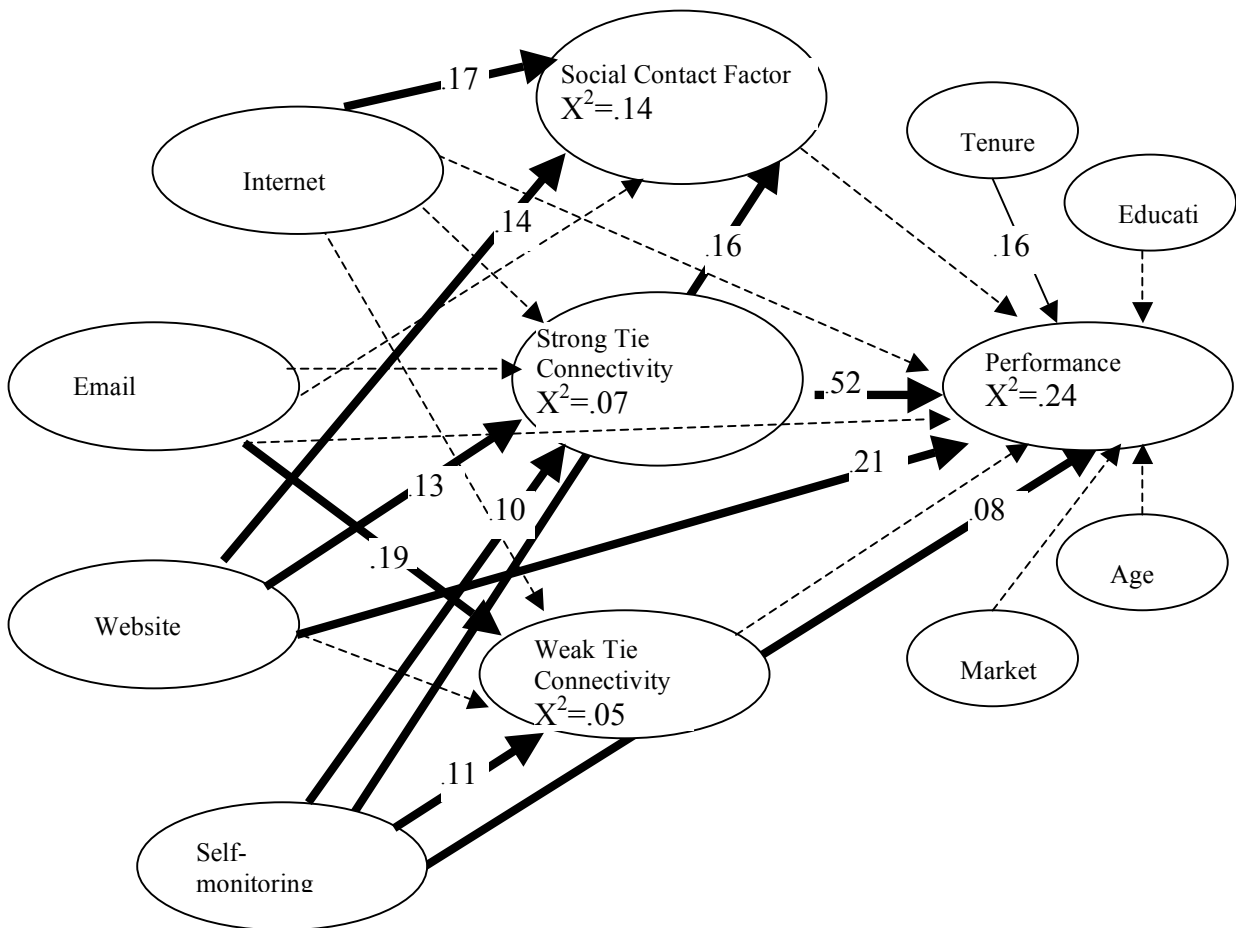 Social Contact Factor
X²=.14
.17
Tenure
Internet
Educati
.14
.16
.16
Strong Tie
Connectivity
X²=.07
Performance
X²=.24
Email
.52
.21
.13
.10
.08
.19
Age
Website
Weak Tie
Connectivity
X²=.05
Market
.11
Self-
monitoring